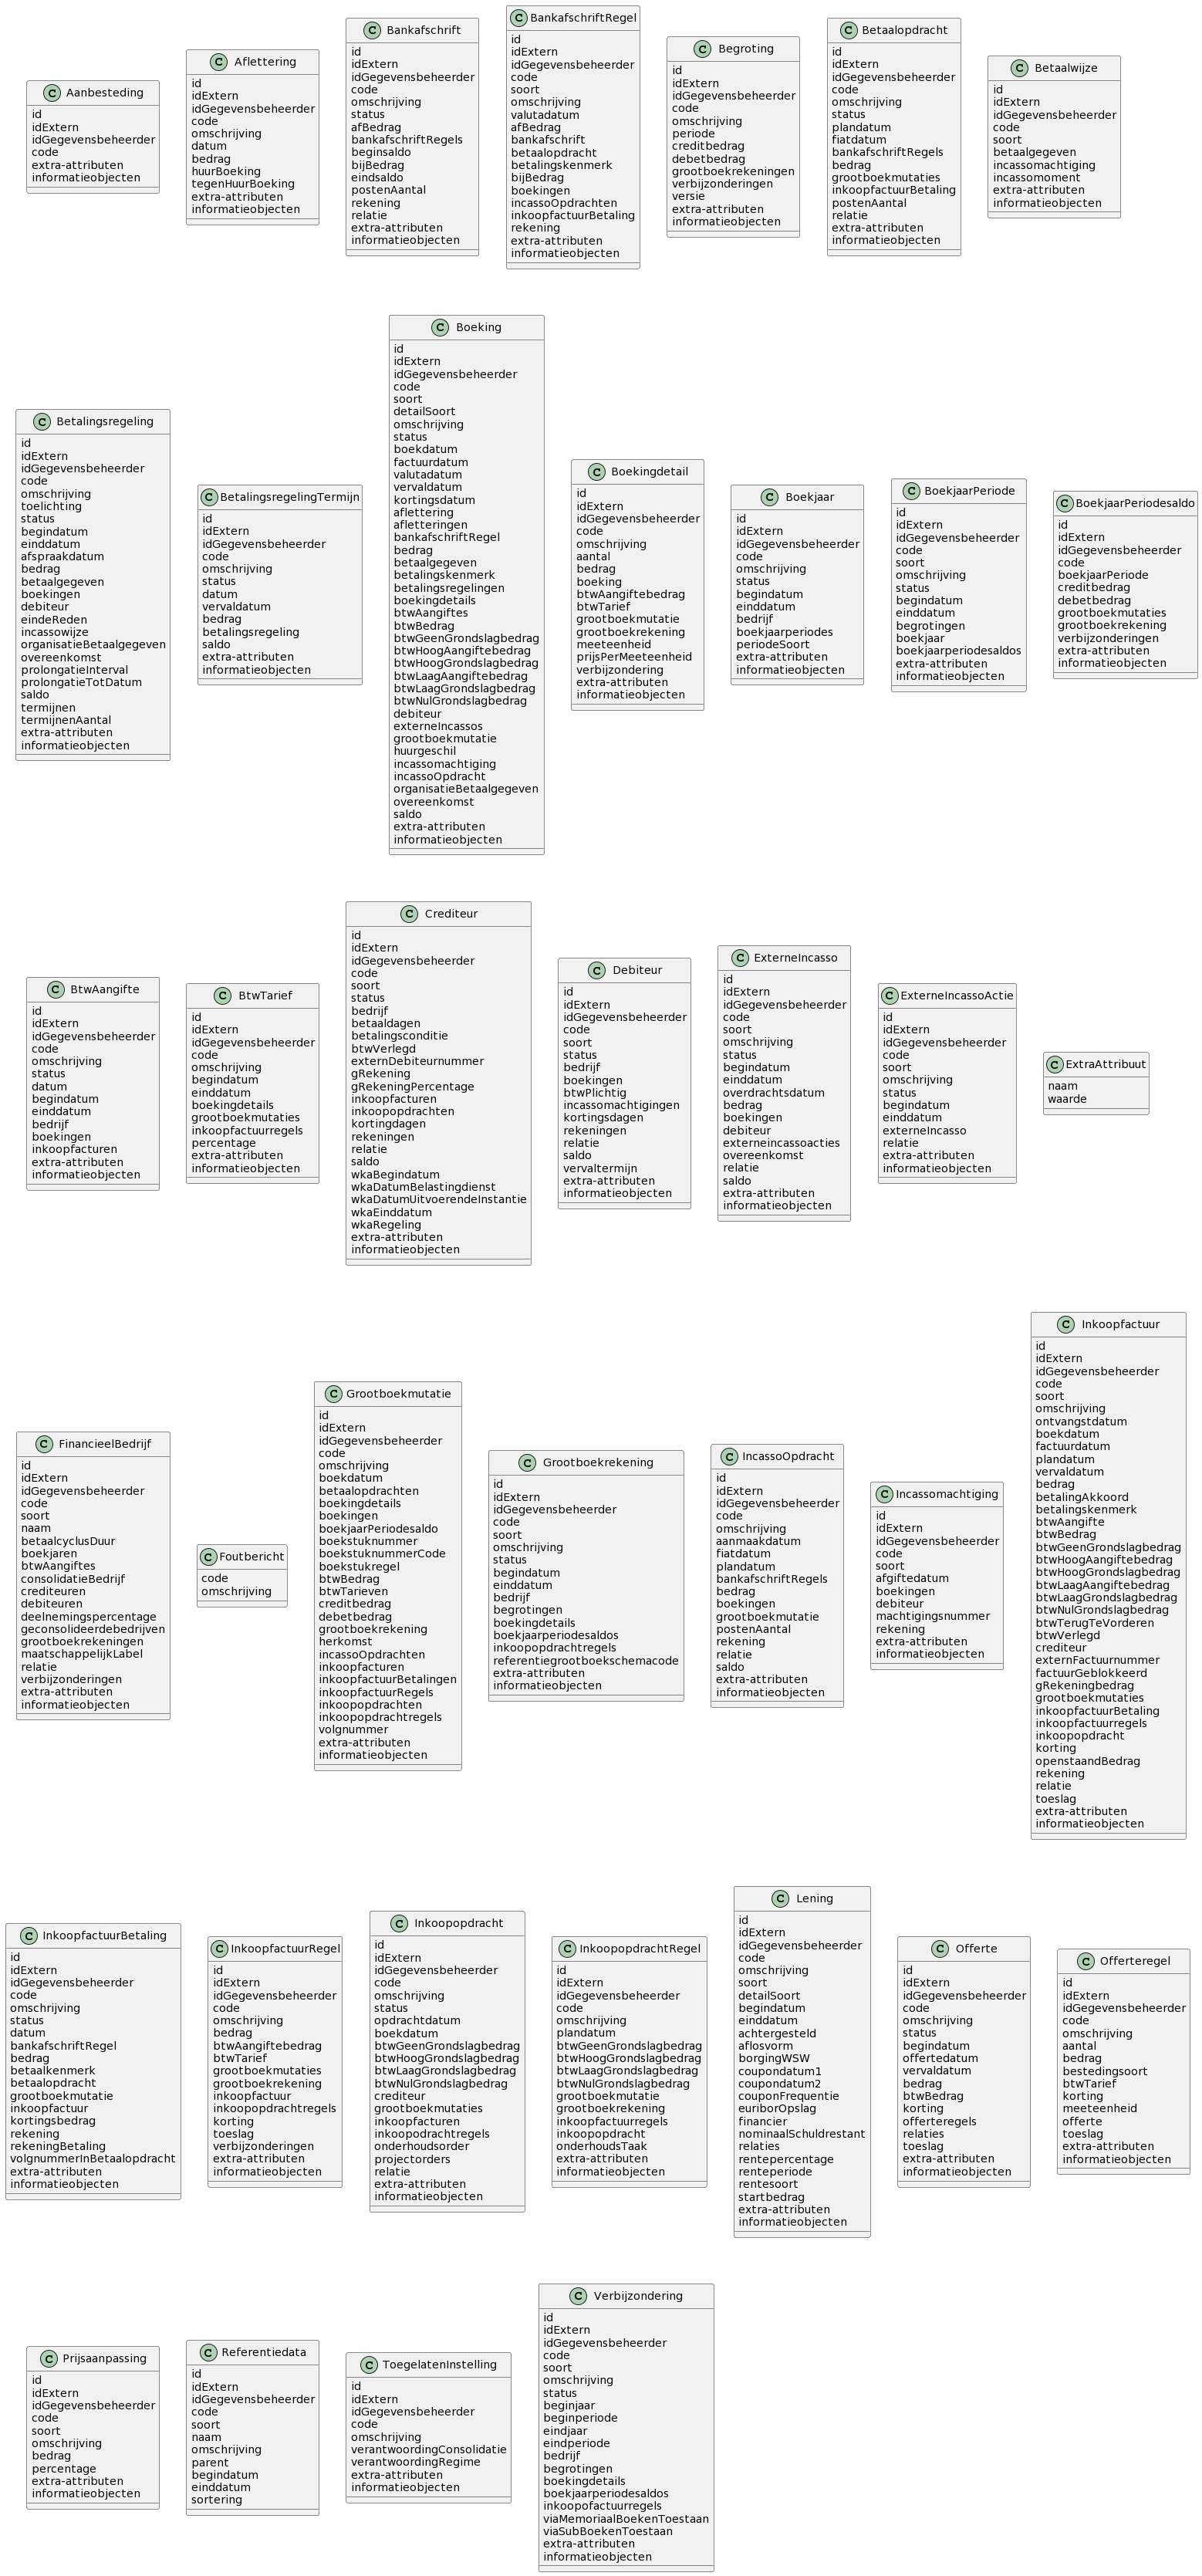 Aanbesteding
id
idExtern
idGegevensbeheerder
code
extra-attributen
informatieobjecten
Aflettering
id
idExtern
idGegevensbeheerder
code
omschrijving
datum
bedrag
huurBoeking
tegenHuurBoeking
extra-attributen
informatieobjecten
Bankafschrift
id
idExtern
idGegevensbeheerder
code
omschrijving
status
afBedrag
bankafschriftRegels
beginsaldo
bijBedrag
eindsaldo
postenAantal
rekening
relatie
extra-attributen
informatieobjecten
BankafschriftRegel
id
idExtern
idGegevensbeheerder
code
soort
omschrijving
valutadatum
afBedrag
bankafschrift
betaalopdracht
betalingskenmerk
bijBedrag
boekingen
incassoOpdrachten
inkoopfactuurBetaling
rekening
extra-attributen
informatieobjecten
Begroting
id
idExtern
idGegevensbeheerder
code
omschrijving
periode
creditbedrag
debetbedrag
grootboekrekeningen
verbijzonderingen
versie
extra-attributen
informatieobjecten
Betaalopdracht
id
idExtern
idGegevensbeheerder
code
omschrijving
status
plandatum
fiatdatum
bankafschriftRegels
bedrag
grootboekmutaties
inkoopfactuurBetaling
postenAantal
relatie
extra-attributen
informatieobjecten
Betaalwijze
id
idExtern
idGegevensbeheerder
code
soort
betaalgegeven
incassomachtiging
incassomoment
extra-attributen
informatieobjecten
Betalingsregeling
id
idExtern
idGegevensbeheerder
code
omschrijving
toelichting
status
begindatum
einddatum
afspraakdatum
bedrag
betaalgegeven
boekingen
debiteur
eindeReden
incassowijze
organisatieBetaalgegeven
overeenkomst
prolongatieInterval
prolongatieTotDatum
saldo
termijnen
termijnenAantal
extra-attributen
informatieobjecten
BetalingsregelingTermijn
id
idExtern
idGegevensbeheerder
code
omschrijving
status
datum
vervaldatum
bedrag
betalingsregeling
saldo
extra-attributen
informatieobjecten
Boeking
id
idExtern
idGegevensbeheerder
code
soort
detailSoort
omschrijving
status
boekdatum
factuurdatum
valutadatum
vervaldatum
kortingsdatum
aflettering
afletteringen
bankafschriftRegel
bedrag
betaalgegeven
betalingskenmerk
betalingsregelingen
boekingdetails
btwAangiftes
btwBedrag
btwGeenGrondslagbedrag
btwHoogAangiftebedrag
btwHoogGrondslagbedrag
btwLaagAangiftebedrag
btwLaagGrondslagbedrag
btwNulGrondslagbedrag
debiteur
externeIncassos
grootboekmutatie
huurgeschil
incassomachtiging
incassoOpdracht
organisatieBetaalgegeven
overeenkomst
saldo
extra-attributen
informatieobjecten
Boekingdetail
id
idExtern
idGegevensbeheerder
code
omschrijving
aantal
bedrag
boeking
btwAangiftebedrag
btwTarief
grootboekmutatie
grootboekrekening
meeteenheid
prijsPerMeeteenheid
verbijzondering
extra-attributen
informatieobjecten
Boekjaar
id
idExtern
idGegevensbeheerder
code
omschrijving
status
begindatum
einddatum
bedrijf
boekjaarperiodes
periodeSoort
extra-attributen
informatieobjecten
BoekjaarPeriode
id
idExtern
idGegevensbeheerder
code
soort
omschrijving
status
begindatum
einddatum
begrotingen
boekjaar
boekjaarperiodesaldos
extra-attributen
informatieobjecten
BoekjaarPeriodesaldo
id
idExtern
idGegevensbeheerder
code
boekjaarPeriode
creditbedrag
debetbedrag
grootboekmutaties
grootboekrekening
verbijzonderingen
extra-attributen
informatieobjecten
BtwAangifte
id
idExtern
idGegevensbeheerder
code
omschrijving
status
datum
begindatum
einddatum
bedrijf
boekingen
inkoopfacturen
extra-attributen
informatieobjecten
BtwTarief
id
idExtern
idGegevensbeheerder
code
omschrijving
begindatum
einddatum
boekingdetails
grootboekmutaties
inkoopfactuurregels
percentage
extra-attributen
informatieobjecten
Crediteur
id
idExtern
idGegevensbeheerder
code
soort
status
bedrijf
betaaldagen
betalingsconditie
btwVerlegd
externDebiteurnummer
gRekening
gRekeningPercentage
inkoopfacturen
inkoopopdrachten
kortingdagen
rekeningen
relatie
saldo
wkaBegindatum
wkaDatumBelastingdienst
wkaDatumUitvoerendeInstantie
wkaEinddatum
wkaRegeling
extra-attributen
informatieobjecten
Debiteur
id
idExtern
idGegevensbeheerder
code
soort
status
bedrijf
boekingen
btwPlichtig
incassomachtigingen
kortingsdagen
rekeningen
relatie
saldo
vervaltermijn
extra-attributen
informatieobjecten
ExterneIncasso
id
idExtern
idGegevensbeheerder
code
soort
omschrijving
status
begindatum
einddatum
overdrachtsdatum
bedrag
boekingen
debiteur
externeincassoacties
overeenkomst
relatie
saldo
extra-attributen
informatieobjecten
ExterneIncassoActie
id
idExtern
idGegevensbeheerder
code
soort
omschrijving
status
begindatum
einddatum
externeIncasso
relatie
extra-attributen
informatieobjecten
ExtraAttribuut
naam
waarde
FinancieelBedrijf
id
idExtern
idGegevensbeheerder
code
soort
naam
betaalcyclusDuur
boekjaren
btwAangiftes
consolidatieBedrijf
crediteuren
debiteuren
deelnemingspercentage
geconsolideerdebedrijven
grootboekrekeningen
maatschappelijkLabel
relatie
verbijzonderingen
extra-attributen
informatieobjecten
Foutbericht
code
omschrijving
Grootboekmutatie
id
idExtern
idGegevensbeheerder
code
omschrijving
boekdatum
betaalopdrachten
boekingdetails
boekingen
boekjaarPeriodesaldo
boekstuknummer
boekstuknummerCode
boekstukregel
btwBedrag
btwTarieven
creditbedrag
debetbedrag
grootboekrekening
herkomst
incassoOpdrachten
inkoopfacturen
inkoopfactuurBetalingen
inkoopfactuurRegels
inkoopopdrachten
inkoopopdrachtregels
volgnummer
extra-attributen
informatieobjecten
Grootboekrekening
id
idExtern
idGegevensbeheerder
code
soort
omschrijving
status
begindatum
einddatum
bedrijf
begrotingen
boekingdetails
boekjaarperiodesaldos
inkoopopdrachtregels
referentiegrootboekschemacode
extra-attributen
informatieobjecten
IncassoOpdracht
id
idExtern
idGegevensbeheerder
code
omschrijving
aanmaakdatum
fiatdatum
plandatum
bankafschriftRegels
bedrag
boekingen
grootboekmutatie
postenAantal
rekening
relatie
saldo
extra-attributen
informatieobjecten
Incassomachtiging
id
idExtern
idGegevensbeheerder
code
soort
afgiftedatum
boekingen
debiteur
machtigingsnummer
rekening
extra-attributen
informatieobjecten
Inkoopfactuur
id
idExtern
idGegevensbeheerder
code
soort
omschrijving
ontvangstdatum
boekdatum
factuurdatum
plandatum
vervaldatum
bedrag
betalingAkkoord
betalingskenmerk
btwAangifte
btwBedrag
btwGeenGrondslagbedrag
btwHoogAangiftebedrag
btwHoogGrondslagbedrag
btwLaagAangiftebedrag
btwLaagGrondslagbedrag
btwNulGrondslagbedrag
btwTerugTeVorderen
btwVerlegd
crediteur
externFactuurnummer
factuurGeblokkeerd
gRekeningbedrag
grootboekmutaties
inkoopfactuurBetaling
inkoopfactuurregels
inkoopopdracht
korting
openstaandBedrag
rekening
relatie
toeslag
extra-attributen
informatieobjecten
InkoopfactuurBetaling
id
idExtern
idGegevensbeheerder
code
omschrijving
status
datum
bankafschriftRegel
bedrag
betaalkenmerk
betaalopdracht
grootboekmutatie
inkoopfactuur
kortingsbedrag
rekening
rekeningBetaling
volgnummerInBetaalopdracht
extra-attributen
informatieobjecten
InkoopfactuurRegel
id
idExtern
idGegevensbeheerder
code
omschrijving
bedrag
btwAangiftebedrag
btwTarief
grootboekmutaties
grootboekrekening
inkoopfactuur
inkoopopdrachtregels
korting
toeslag
verbijzonderingen
extra-attributen
informatieobjecten
Inkoopopdracht
id
idExtern
idGegevensbeheerder
code
omschrijving
status
opdrachtdatum
boekdatum
btwGeenGrondslagbedrag
btwHoogGrondslagbedrag
btwLaagGrondslagbedrag
btwNulGrondslagbedrag
crediteur
grootboekmutaties
inkoopfacturen
inkoopodrachtregels
onderhoudsorder
projectorders
relatie
extra-attributen
informatieobjecten
InkoopopdrachtRegel
id
idExtern
idGegevensbeheerder
code
omschrijving
plandatum
btwGeenGrondslagbedrag
btwHoogGrondslagbedrag
btwLaagGrondslagbedrag
btwNulGrondslagbedrag
grootboekmutatie
grootboekrekening
inkoopfactuurregels
inkoopopdracht
onderhoudsTaak
extra-attributen
informatieobjecten
Lening
id
idExtern
idGegevensbeheerder
code
omschrijving
soort
detailSoort
begindatum
einddatum
achtergesteld
aflosvorm
borgingWSW
coupondatum1
coupondatum2
couponFrequentie
euriborOpslag
financier
nominaalSchuldrestant
relaties
rentepercentage
renteperiode
rentesoort
startbedrag
extra-attributen
informatieobjecten
Offerte
id
idExtern
idGegevensbeheerder
code
omschrijving
status
begindatum
offertedatum
vervaldatum
bedrag
btwBedrag
korting
offerteregels
relaties
toeslag
extra-attributen
informatieobjecten
Offerteregel
id
idExtern
idGegevensbeheerder
code
omschrijving
aantal
bedrag
bestedingsoort
btwTarief
korting
meeteenheid
offerte
toeslag
extra-attributen
informatieobjecten
Prijsaanpassing
id
idExtern
idGegevensbeheerder
code
soort
omschrijving
bedrag
percentage
extra-attributen
informatieobjecten
Referentiedata
id
idExtern
idGegevensbeheerder
code
soort
naam
omschrijving
parent
begindatum
einddatum
sortering
ToegelatenInstelling
id
idExtern
idGegevensbeheerder
code
omschrijving
verantwoordingConsolidatie
verantwoordingRegime
extra-attributen
informatieobjecten
Verbijzondering
id
idExtern
idGegevensbeheerder
code
soort
omschrijving
status
beginjaar
beginperiode
eindjaar
eindperiode
bedrijf
begrotingen
boekingdetails
boekjaarperiodesaldos
inkoopofactuurregels
viaMemoriaalBoekenToestaan
viaSubBoekenToestaan
extra-attributen
informatieobjecten